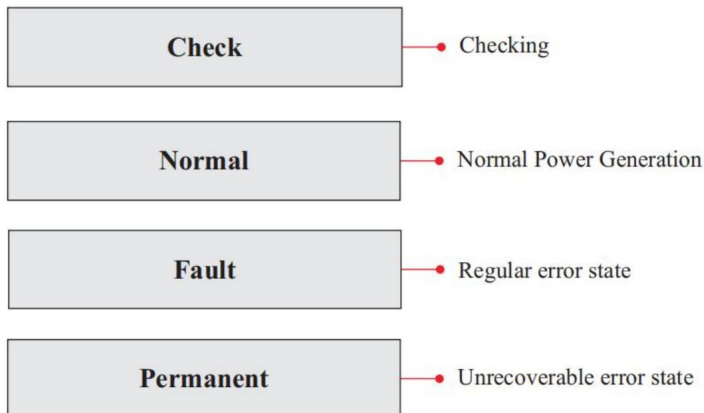 Check
Checking
Normal
Normal Power Generation
Fault
Regular error state
Permanent
Unrecoverable error state